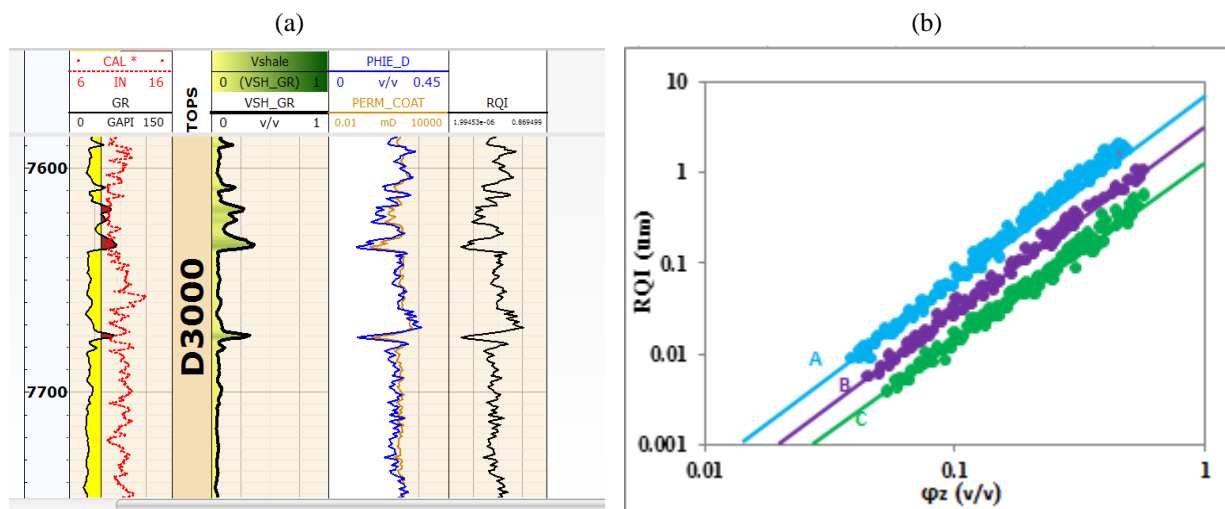 (a)
(b)
CAL *
6 IN 16
GR
0 GAPI 150
TOPS
Vshale
0 (VSH_GR) 1
VSH_GR
0 v/v 1
PHIE_D
0 v/v 0.45
PERM_COAT
0.01 mD 10000
RQI
1.99453e-06 0.869499
7600
7700
D3000
10
1
0.1
0.01
0.001
RQI (um)
A
B
C
0.01
0.1
1
φz (v/v)